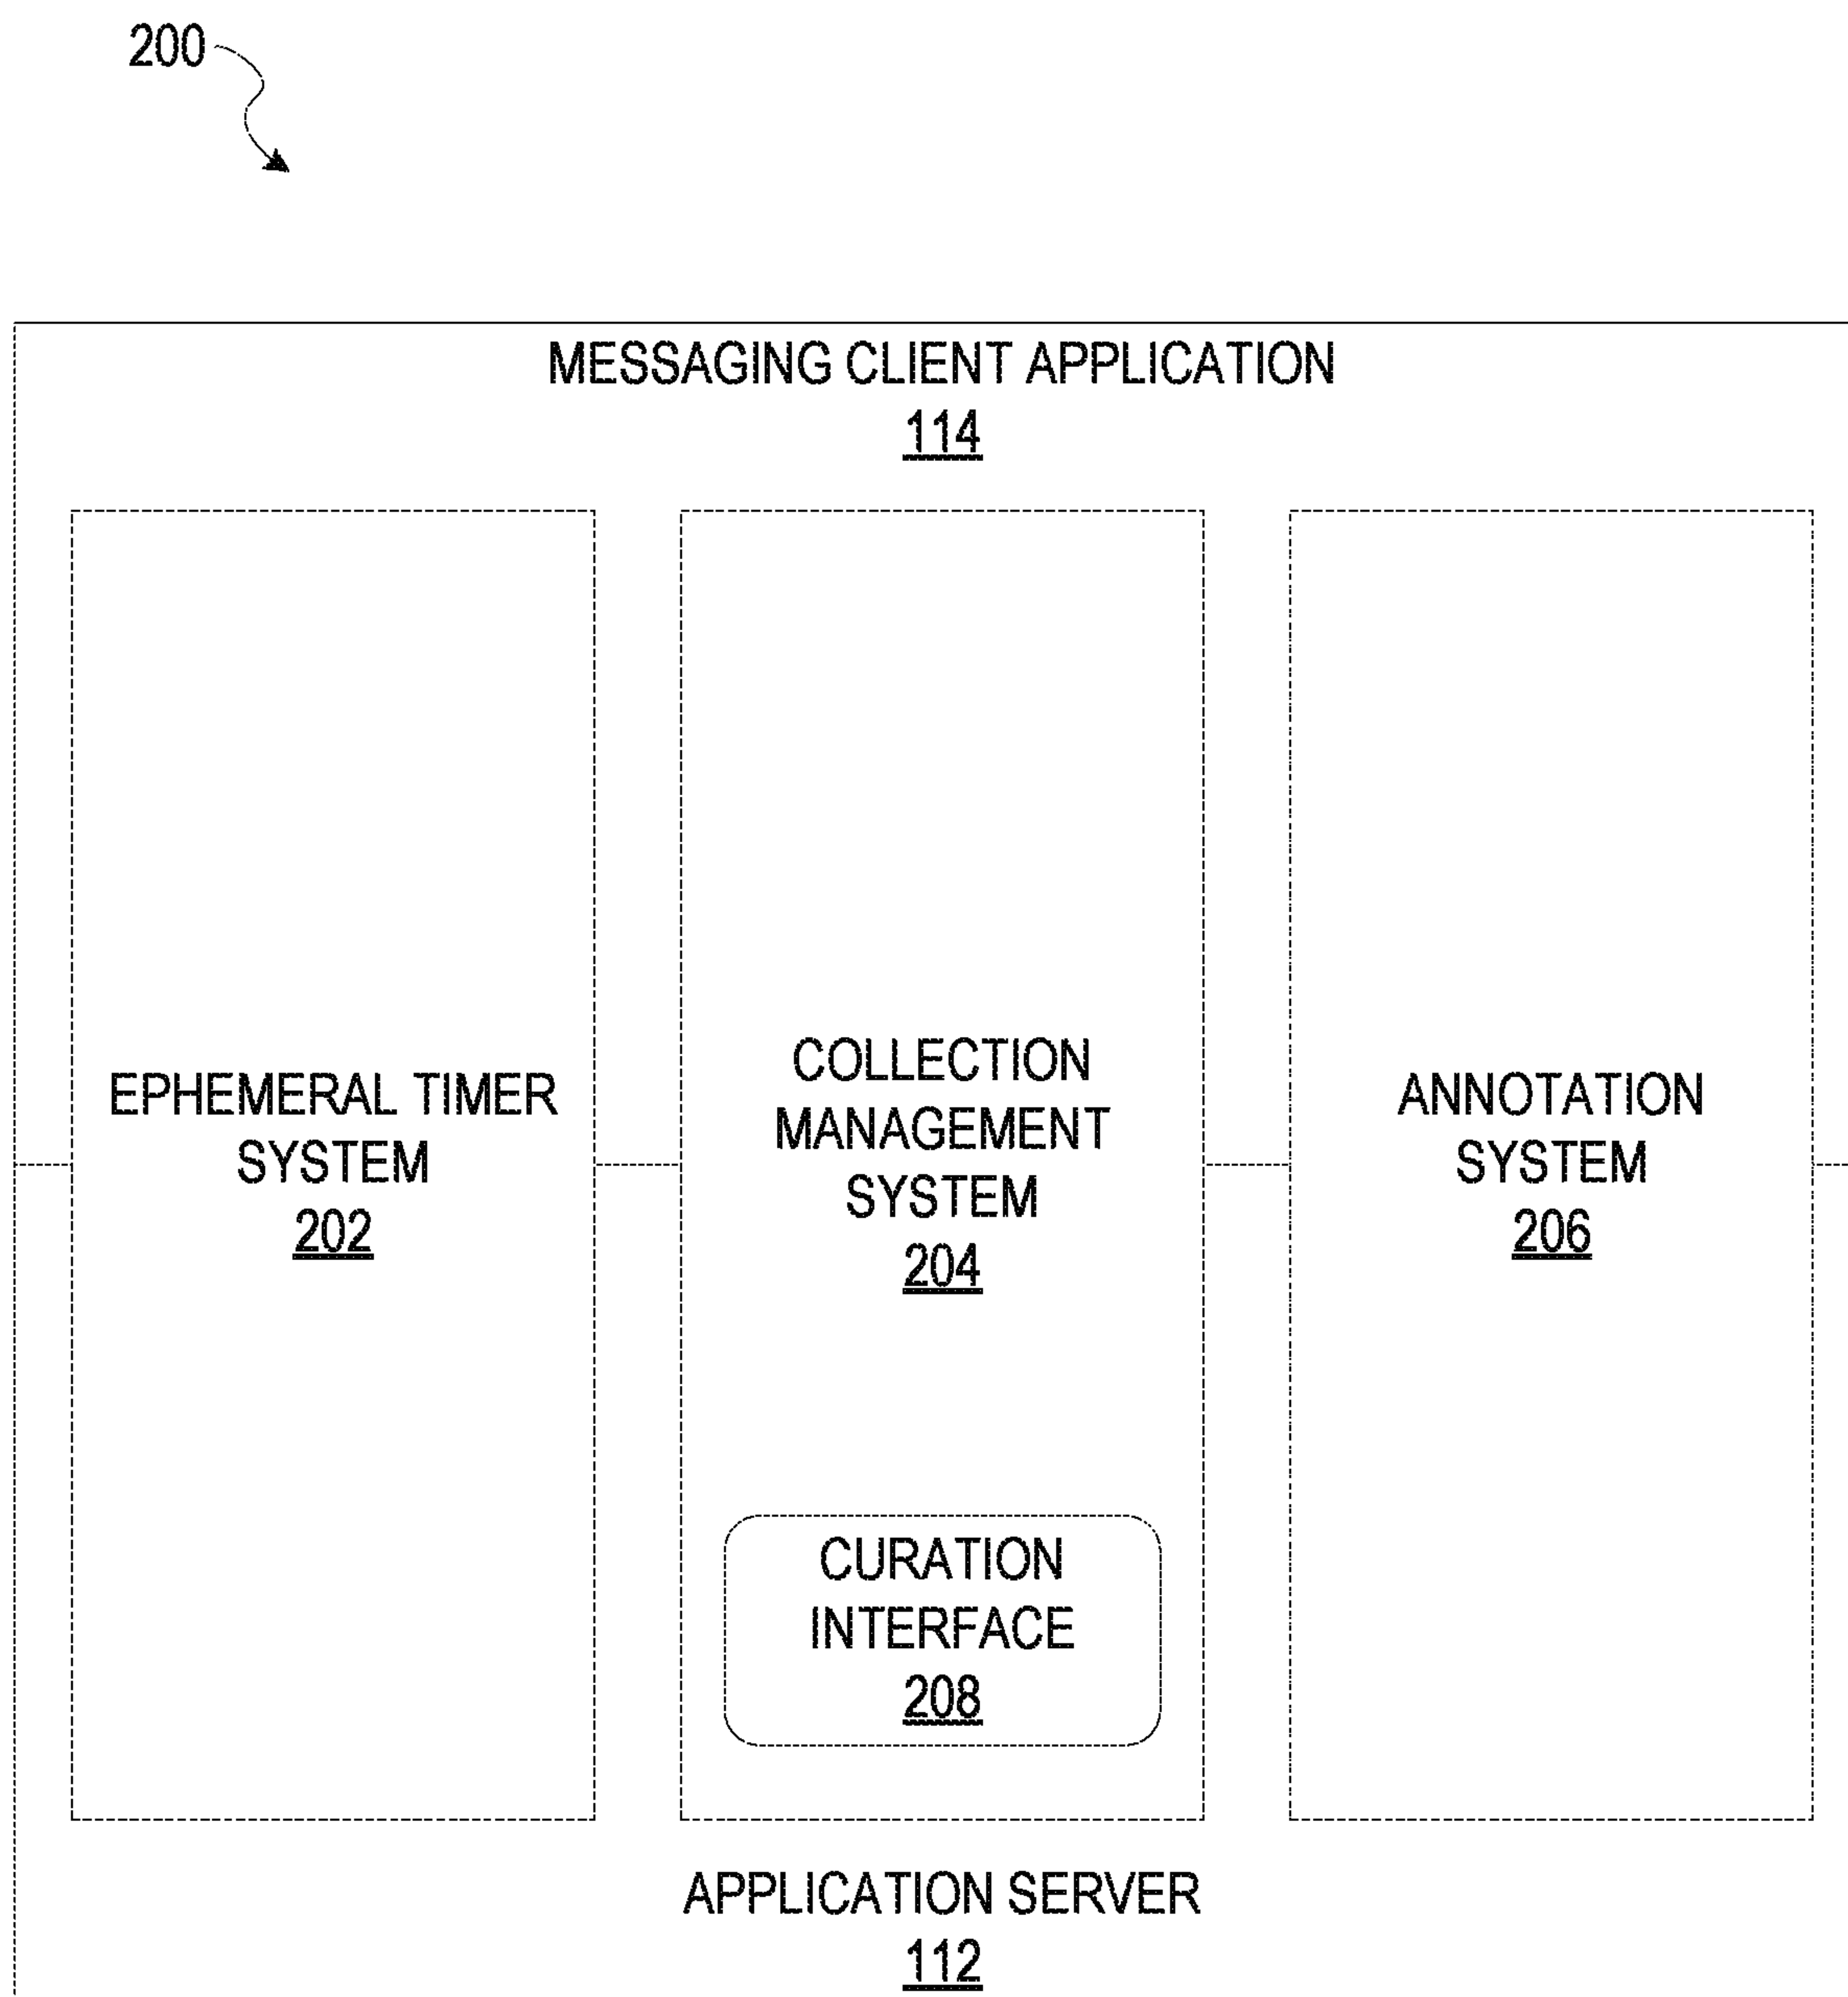 200
MESSAGING CLIENT APPLICATION
114
EPHEMERAL TIMER
SYSTEM
202
COLLECTION
MANAGEMENT
SYSTEM
204
ANNOTATION
SYSTEM
206
CURATION
INTERFACE
208
APPLICATION SERVER
112